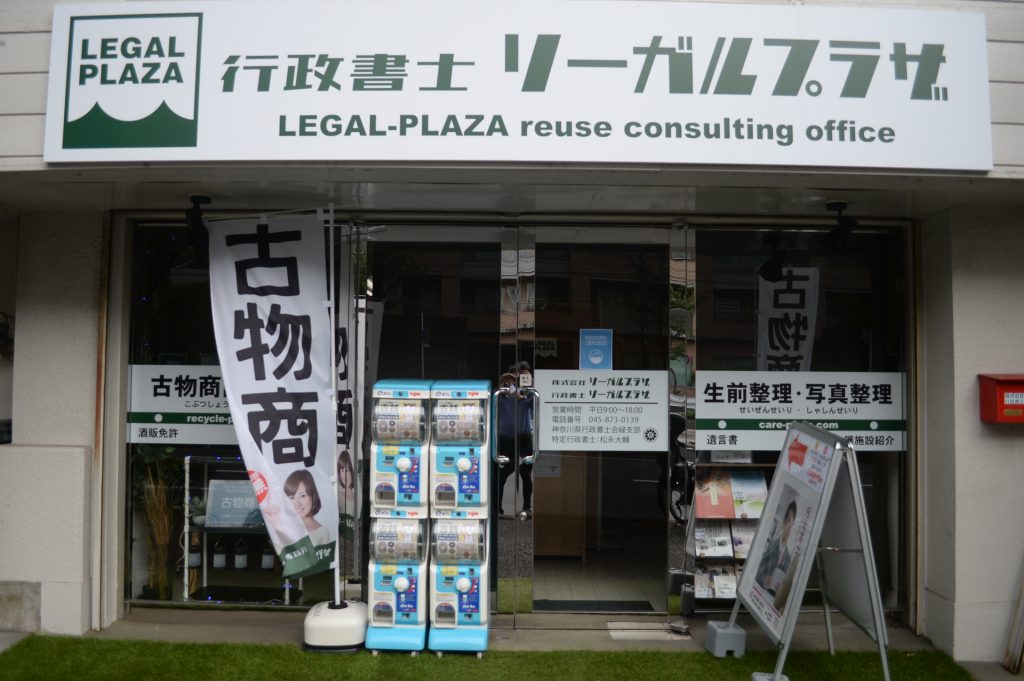 LEGAL
PLAZA
行政書士 リーガルプラザ
LEGAL-PLAZA reuse consulting office
古物商
古物商
こぶつしょう
recycle-p
酒販免許
古物商
株式会社 リーガルプラザ
行政書士 リーガルプラザ
営業時間 平日9:00〜18:00
電話番号 045-873-0139
神奈川県行政書士会緑支部
特定行政書士:松永大輔
古物商
生前整理・写真整理
せいぜんせいり・しゃしんせいり
care-p .com
遺言書
護施設紹介